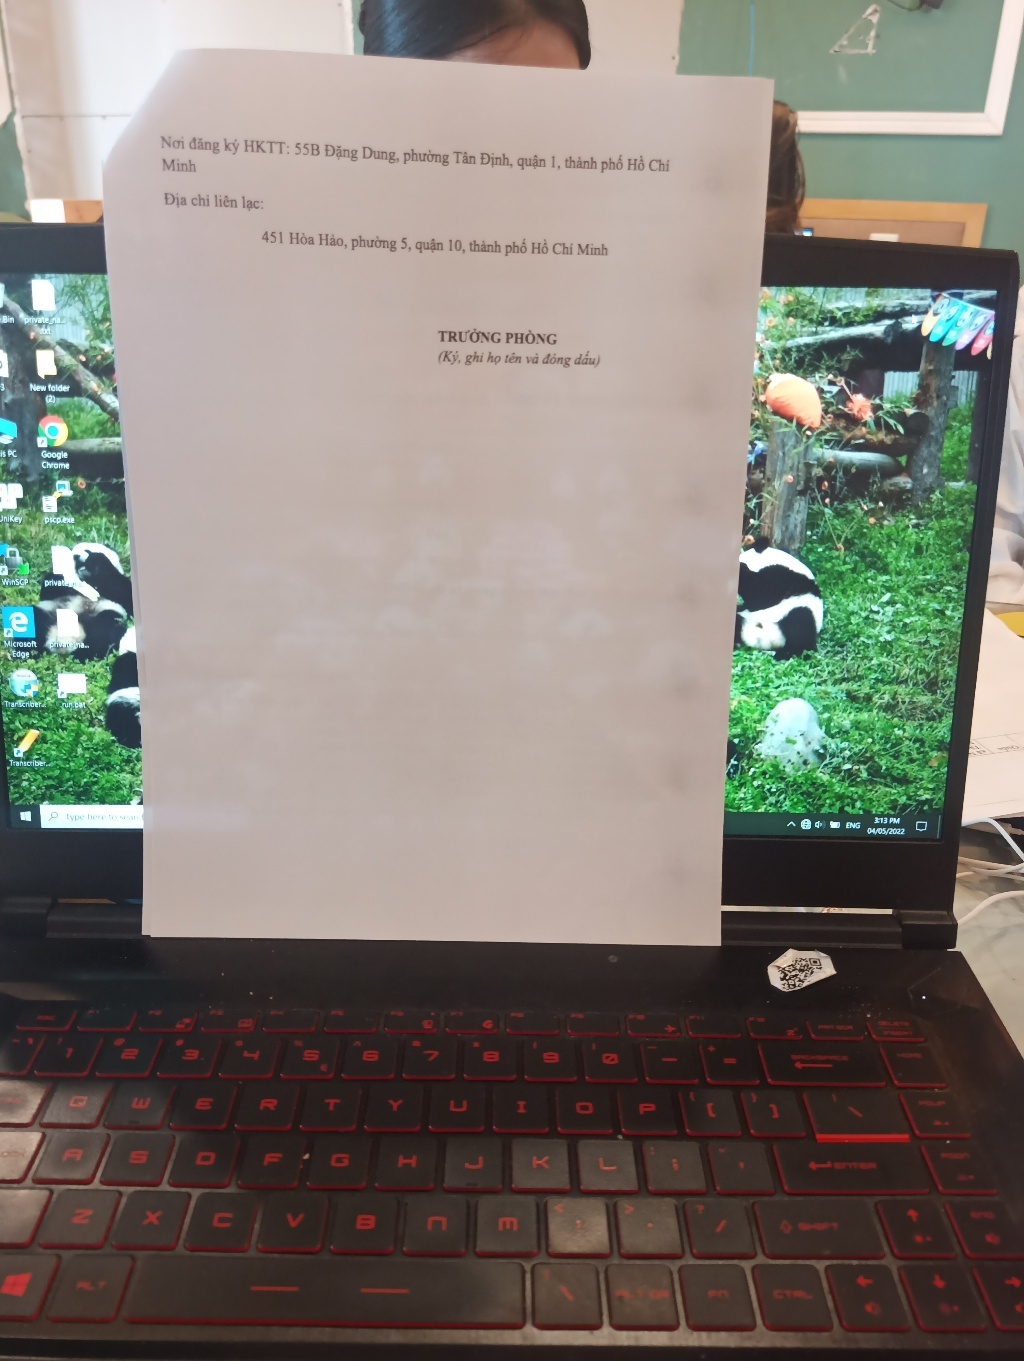 Nơi đăng ký HKTT: 55B Đặng Dung, phường Tân Định, quận 1, thành phố Hồ Chí
Minh
Địa chỉ liên lạc:
451 Hòa Hảo, phường 5, quận 10, thành phố Hồ Chí Minh
TRƯỞNG PHÒNG
(Ký, ghi họ tên và đóng dấu)
Bin
private_na...
.txt
New folder
(2)
is PC
Google
Chrome
UniKey
pscp.exe
WinSCP
private
Microsoft
Edge
private_na...
Transcriber...
run.bat
Transcriber...
Type here to sear
ENG
3:13 PM
04/05/2022
1 2 3 4 5 6 7 8 9 0 - =
BACKSPACE
HOME
Q W E R T Y U I O P [ ] \
A S D F G H J K L ; '
ENTER
Z X C V B N M , . /
SHIFT
ALT
\
ALT GR
FN
CTRL